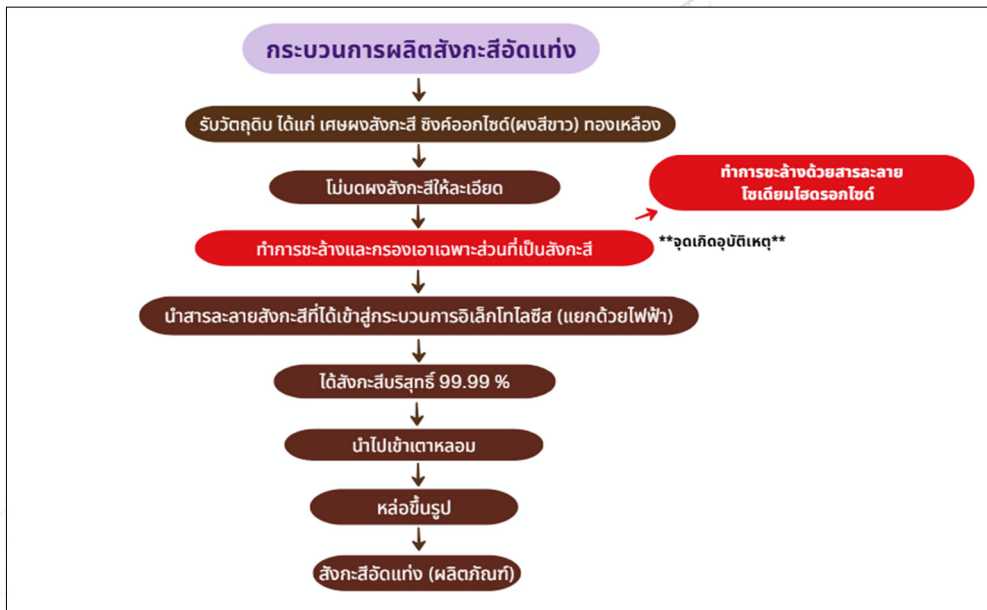 กระบวนการผลิตสังกะสีอัดแท่ง
รับวัตถุดิบ ได้แก่ เศษผงสังกะสี ซิงค์ออกไซด์(ผงสีขาว) ทองเหลือง
โม่บดผงสังกะสีให้ละเอียด
ทำการชะล้างด้วยสารละลาย
โซเดียมไฮดรอกไซด์
ทำการชะล้างและกรองเอาเฉพาะส่วนที่เป็นสังกะสี
**จุดเกิดอุบัติเหตุ**
นำสารละลายสังกะสีที่ได้เข้าสู่กระบวนการอิเล็กโทไลซีส (แยกด้วยไฟฟ้า)
ได้สังกะสีบริสุทธิ์ 99.99 %
นำไปเข้าเตาหลอม
หล่อขึ้นรูป
สังกะสีอัดแท่ง (ผลิตภัณฑ์)